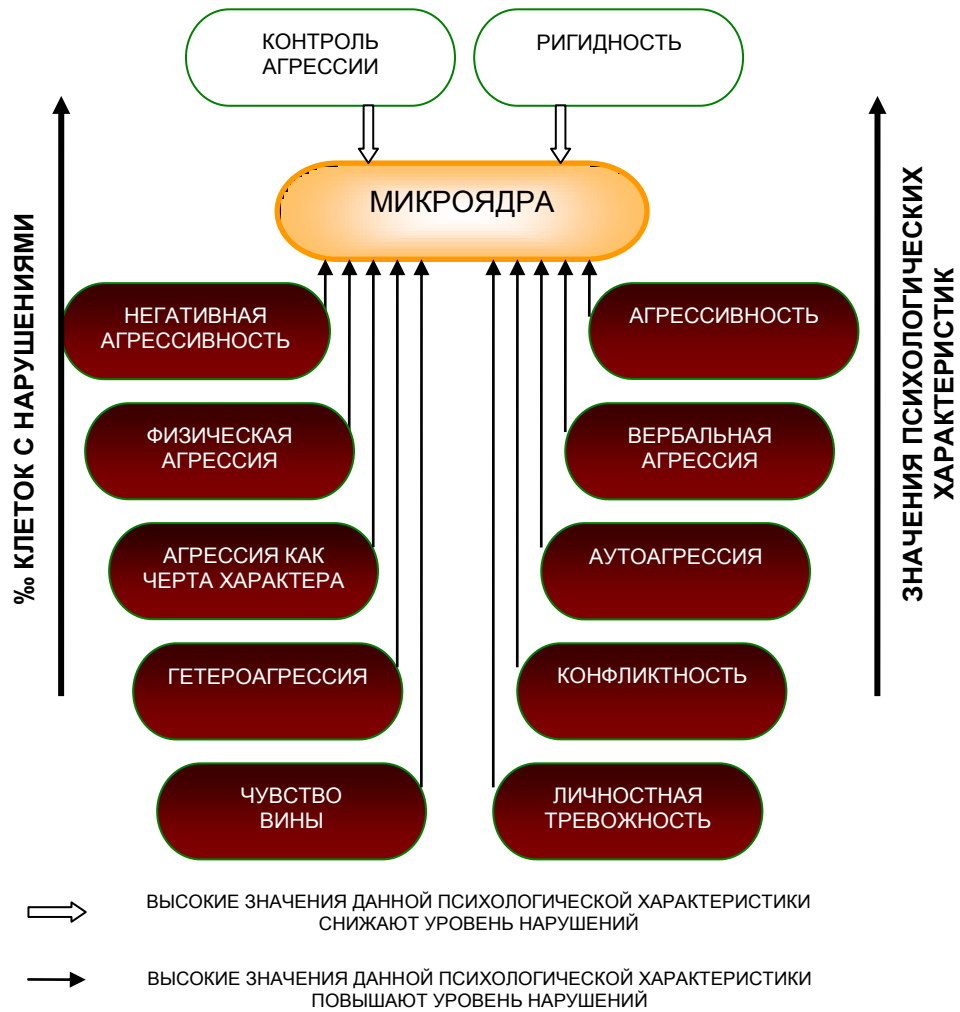 КОНТРОЛЬ
АГРЕССИИ
РИГИДНОСТЬ
МИКРОЯДРА
‰ КЛЕТОК С НАРУШЕНИЯМИ
ЗНАЧЕНИЯ ПСИХОЛОГИЧЕСКИХ
ХАРАКТЕРИСТИК
НЕГАТИВНАЯ
АГРЕССИВНОСТЬ
АГРЕССИВНОСТЬ
ФИЗИЧЕСКАЯ
АГРЕССИЯ
ВЕРБАЛЬНАЯ
АГРЕССИЯ
АГРЕССИЯ КАК
ЧЕРТА ХАРАКТЕРА
АУТОАГРЕССИЯ
ГЕТЕРОАГРЕССИЯ
КОНФЛИКТНОСТЬ
ЧУВСТВО
ВИНЫ
ЛИЧНОСТНАЯ
ТРЕВОЖНОСТЬ
ВЫСОКИЕ ЗНАЧЕНИЯ ДАННОЙ ПСИХОЛОГИЧЕСКОЙ ХАРАКТЕРИСТИКИ
СНИЖАЮТ УРОВЕНЬ НАРУШЕНИЙ
ВЫСОКИЕ ЗНАЧЕНИЯ ДАННОЙ ПСИХОЛОГИЧЕСКОЙ ХАРАКТЕРИСТИКИ
ПОВЫШАЮТ УРОВЕНЬ НАРУШЕНИЙ